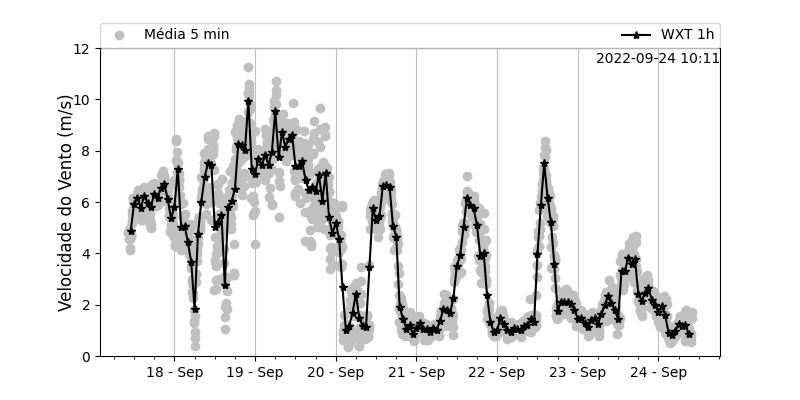 Média 5 min
WXT 1h
2022-09-24 10:11
Velocidade do Vento (m/s)
12
10
8
6
4
2
0
18 - Sep
19 - Sep
20 - Sep
21 - Sep
22 - Sep
23 - Sep
24 - Sep